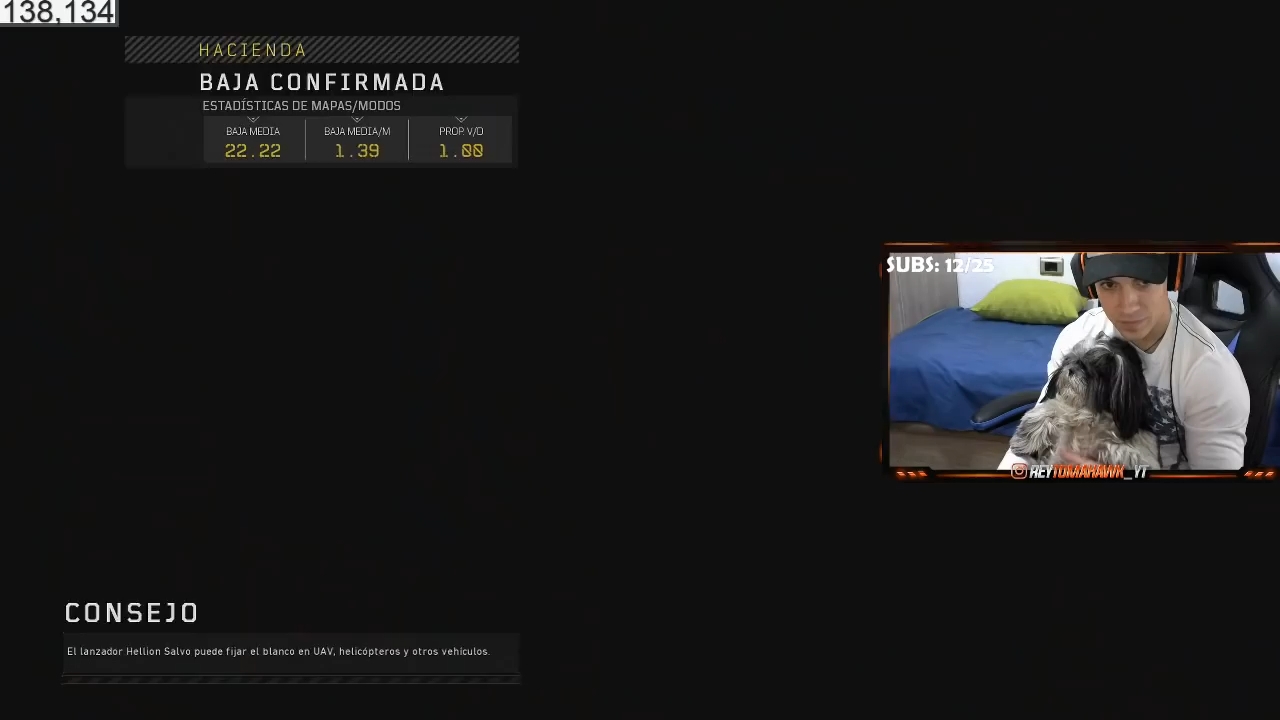 138,134
HACIENDA
BAJA CONFIRMADA
ESTADÍSTICAS DE MAPAS/MODOS
BAJA MEDIA BAJA MEDIA/M PROP. V/D
22.22 1.39 1.00
SUBS: 12/25
REYTOMAHAWK_YT
CONSEJO
El lanzador Hellion Salvo puede fijar el blanco en UAV, helicópteros y otros vehículos.